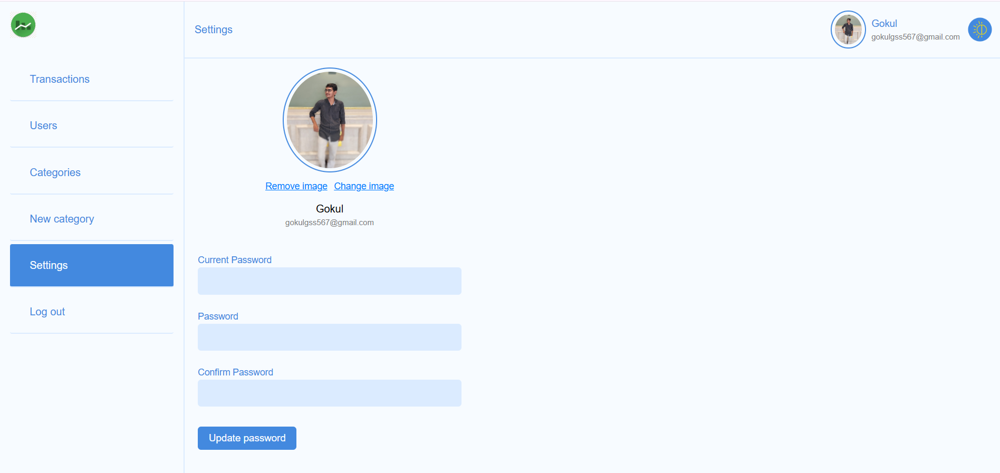 Settings
Gokul
gokulgss567@gmail.com
Transactions
Users
Categories
New category
Settings
Log out
Remove image Change image
Gokul
gokulgss567@gmail.com
Current Password
Password
Confirm Password
Update password